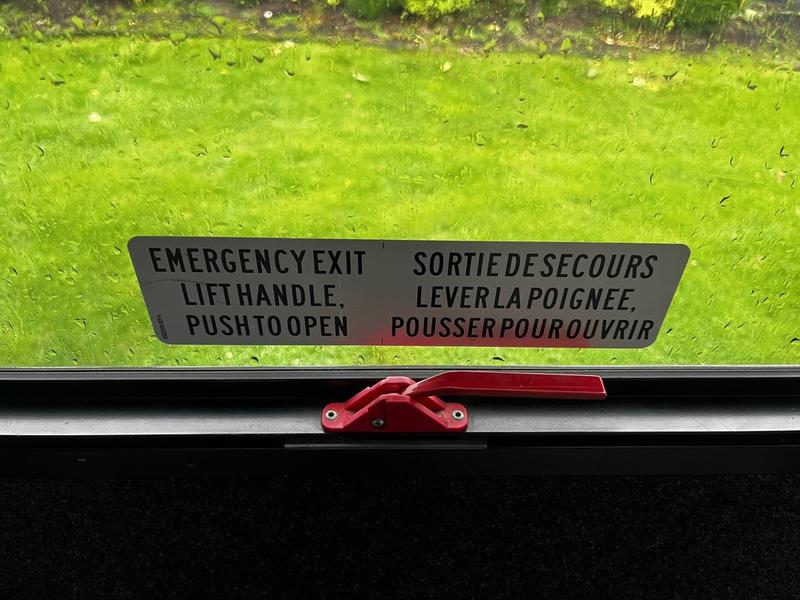 EMERGENCY EXIT
LIFT HANDLE,
PUSH TO OPEN
SORTIE DE SECOURS
LEVER LA POIGNEE,
POUSSER POUR OUVRIR